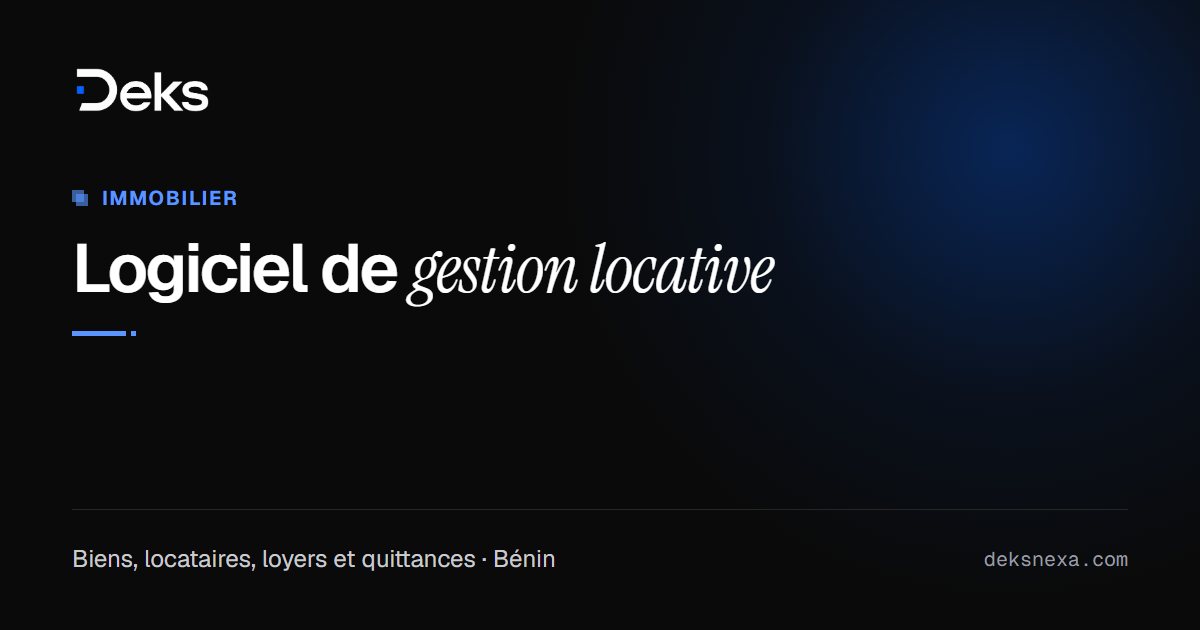 Deks
IMMOBILIER
Logiciel de gestion locative
Biens, locataires, loyers et quittances · Bénin
deksnexa.com